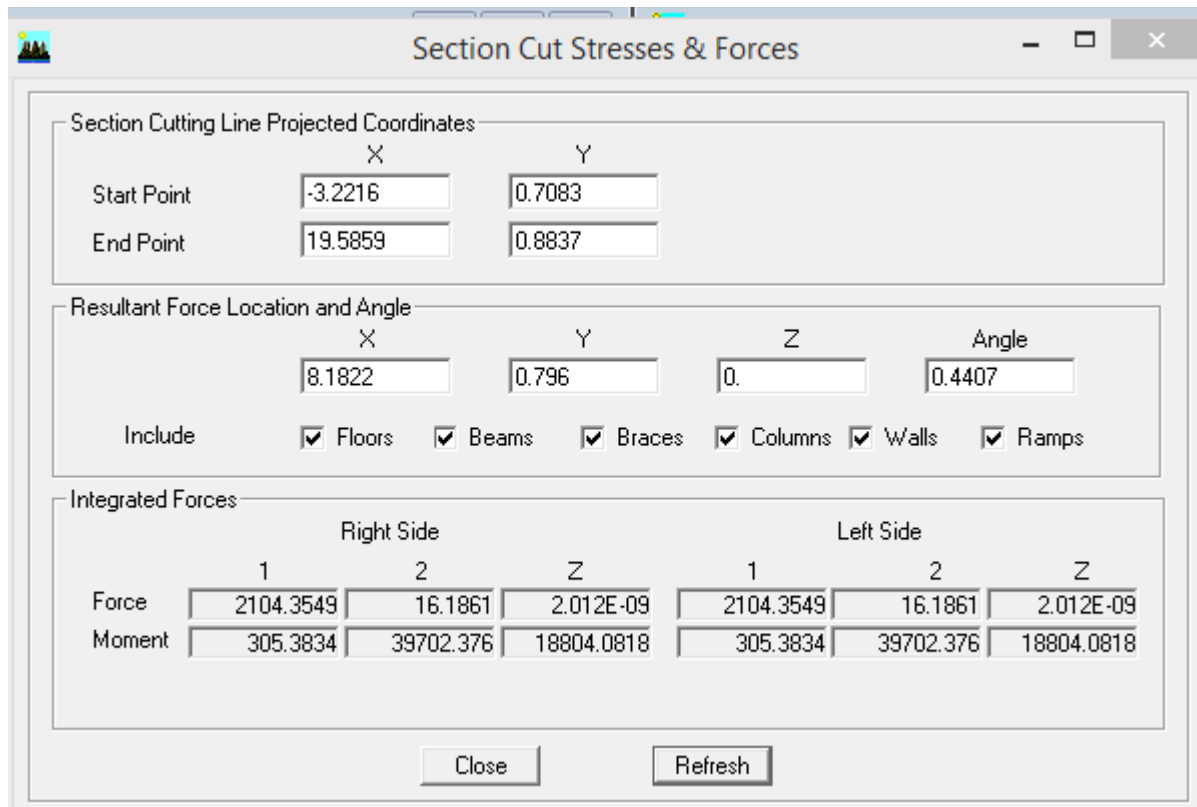 Section Cut Stresses & Forces
Section Cutting Line Projected Coordinates
X Y
Start Point -3.2216 0.7083
End Point 19.5859 0.8837
Resultant Force Location and Angle
X Y Z Angle
8.1822 0.796 0. 0.4407
Include Floors Beams Braces Columns Walls Ramps
Integrated Forces
Right Side Left Side
1 2 Z 1 2 Z
Force 2104.3549 16.1861 2.012E-09 2104.3549 16.1861 2.012E-09
Moment 305.3834 39702.376 18804.0818 305.3834 39702.376 18804.0818
Close Refresh